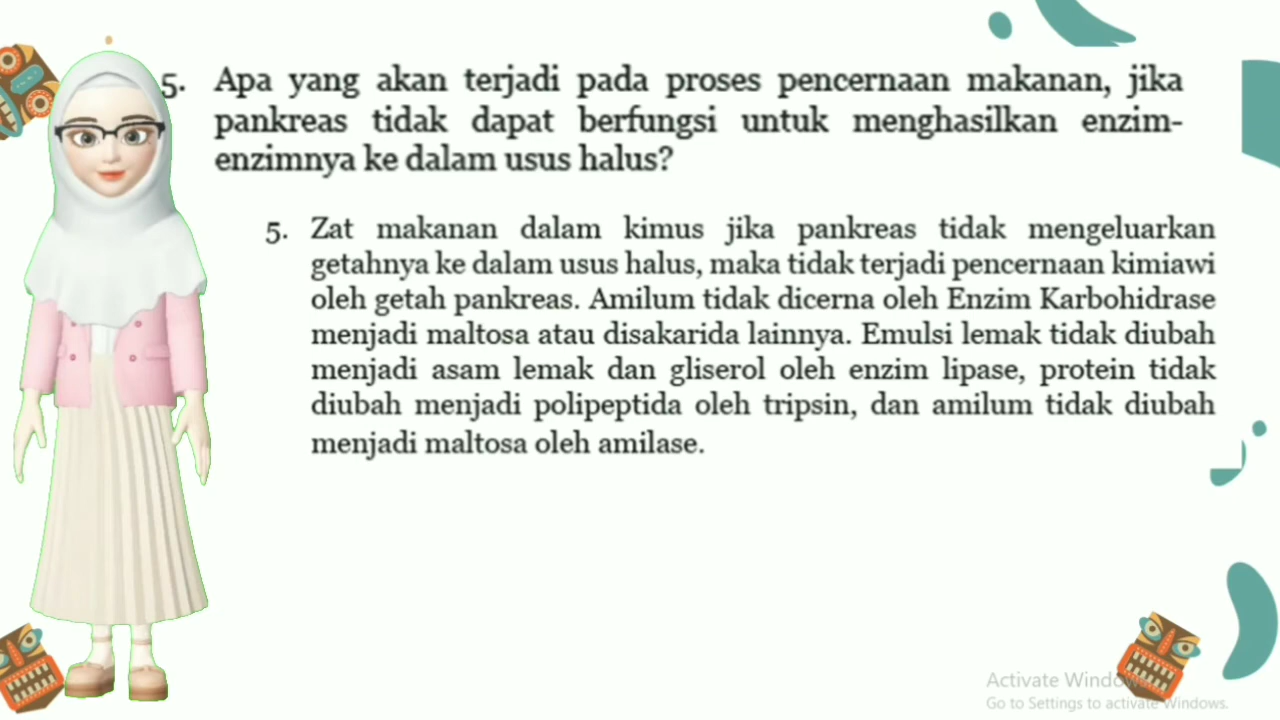 5. Apa yang akan terjadi pada proses pencernaan makanan, jika
pankreas tidak dapat berfungsi untuk menghasilkan enzim-
enzimnya ke dalam usus halus?
5. Zat makanan dalam kimus jika pankreas tidak mengeluarkan
getahnya ke dalam usus halus, maka tidak terjadi pencernaan kimiawi
oleh getah pankreas. Amilum tidak dicerna oleh Enzim Karbohidrase
menjadi maltosa atau disakarida lainnya. Emulsi lemak tidak diubah
menjadi asam lemak dan gliserol oleh enzim lipase, protein tidak
diubah menjadi polipeptida oleh tripsin, dan amilum tidak diubah
menjadi maltosa oleh amilase.
Activate Windows
Go to Settings to activate Windows.